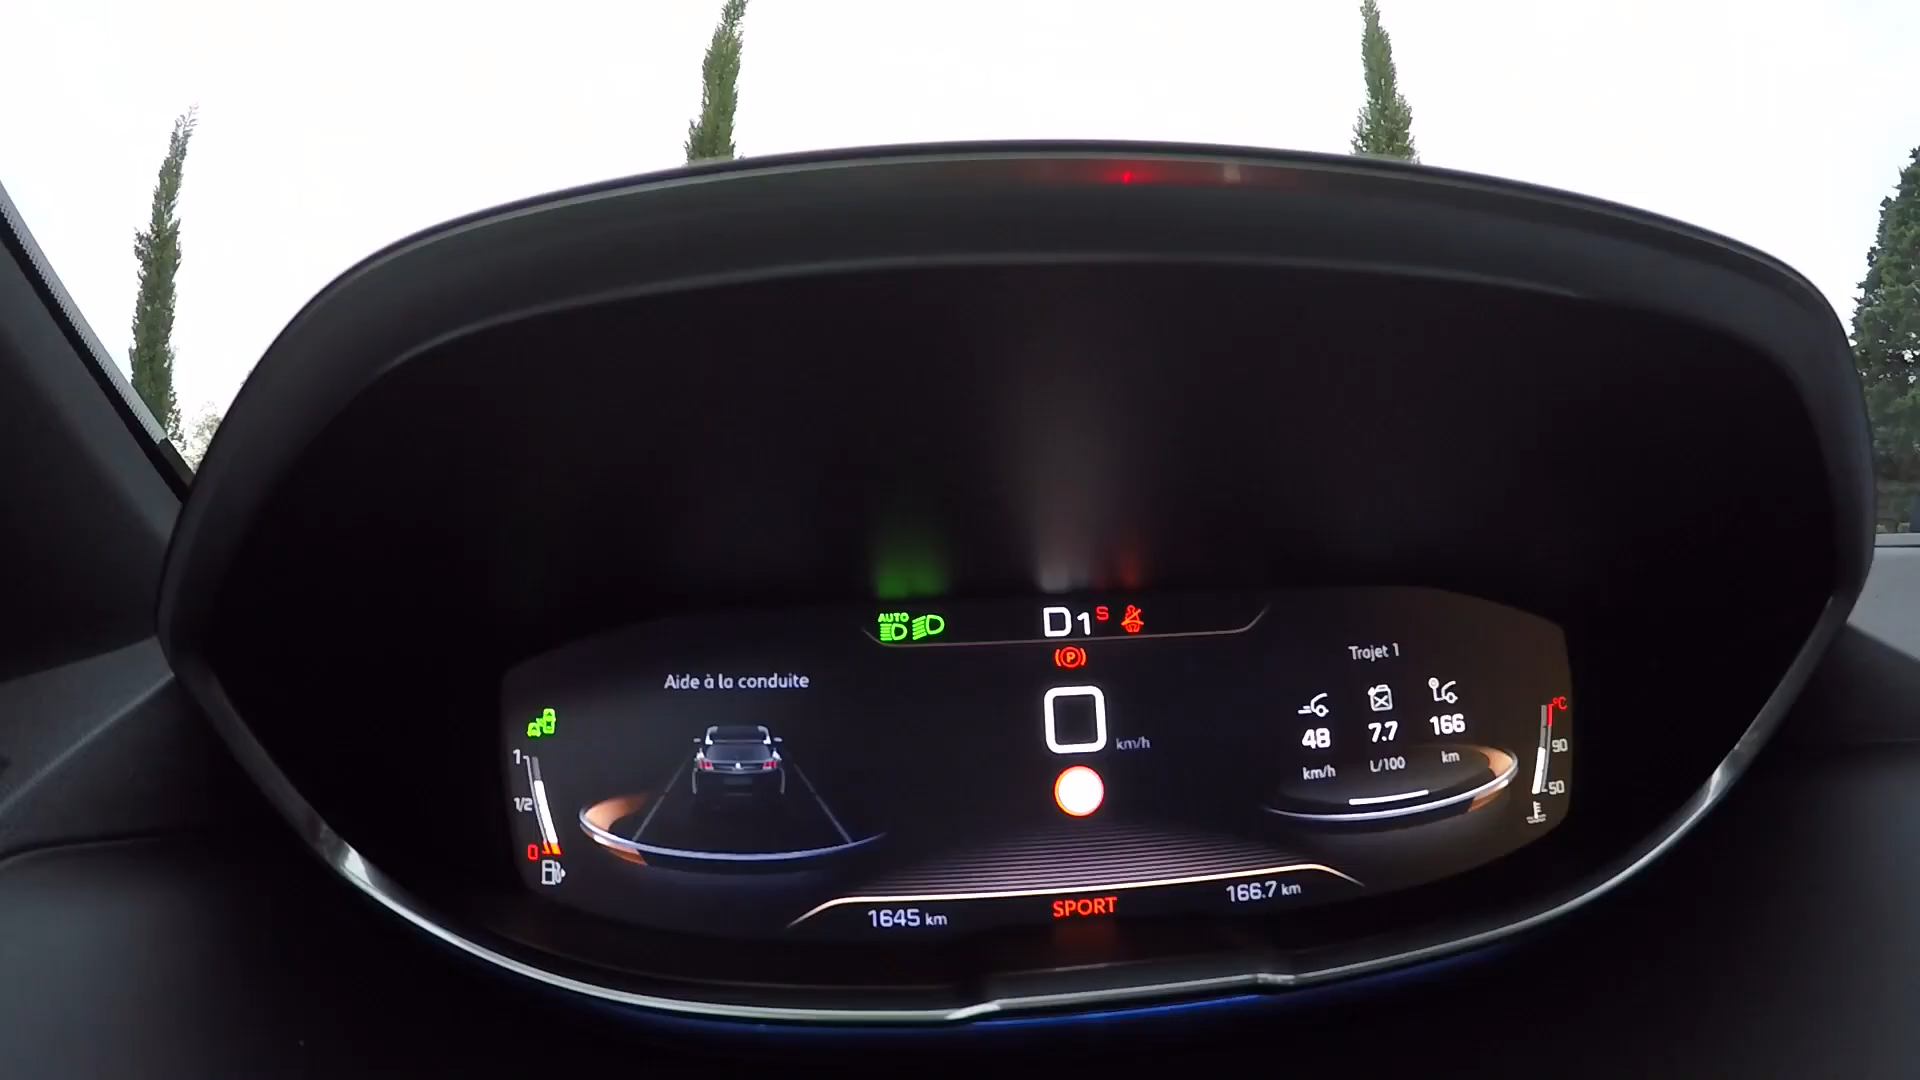 AUTO
D1 S
(P)
Aide à la conduite
Trajet 1
0 km/h
48 7.7 166
km/h L/100 km
1
1/2
0
°C
90
50
1645 km
SPORT
166.7 km